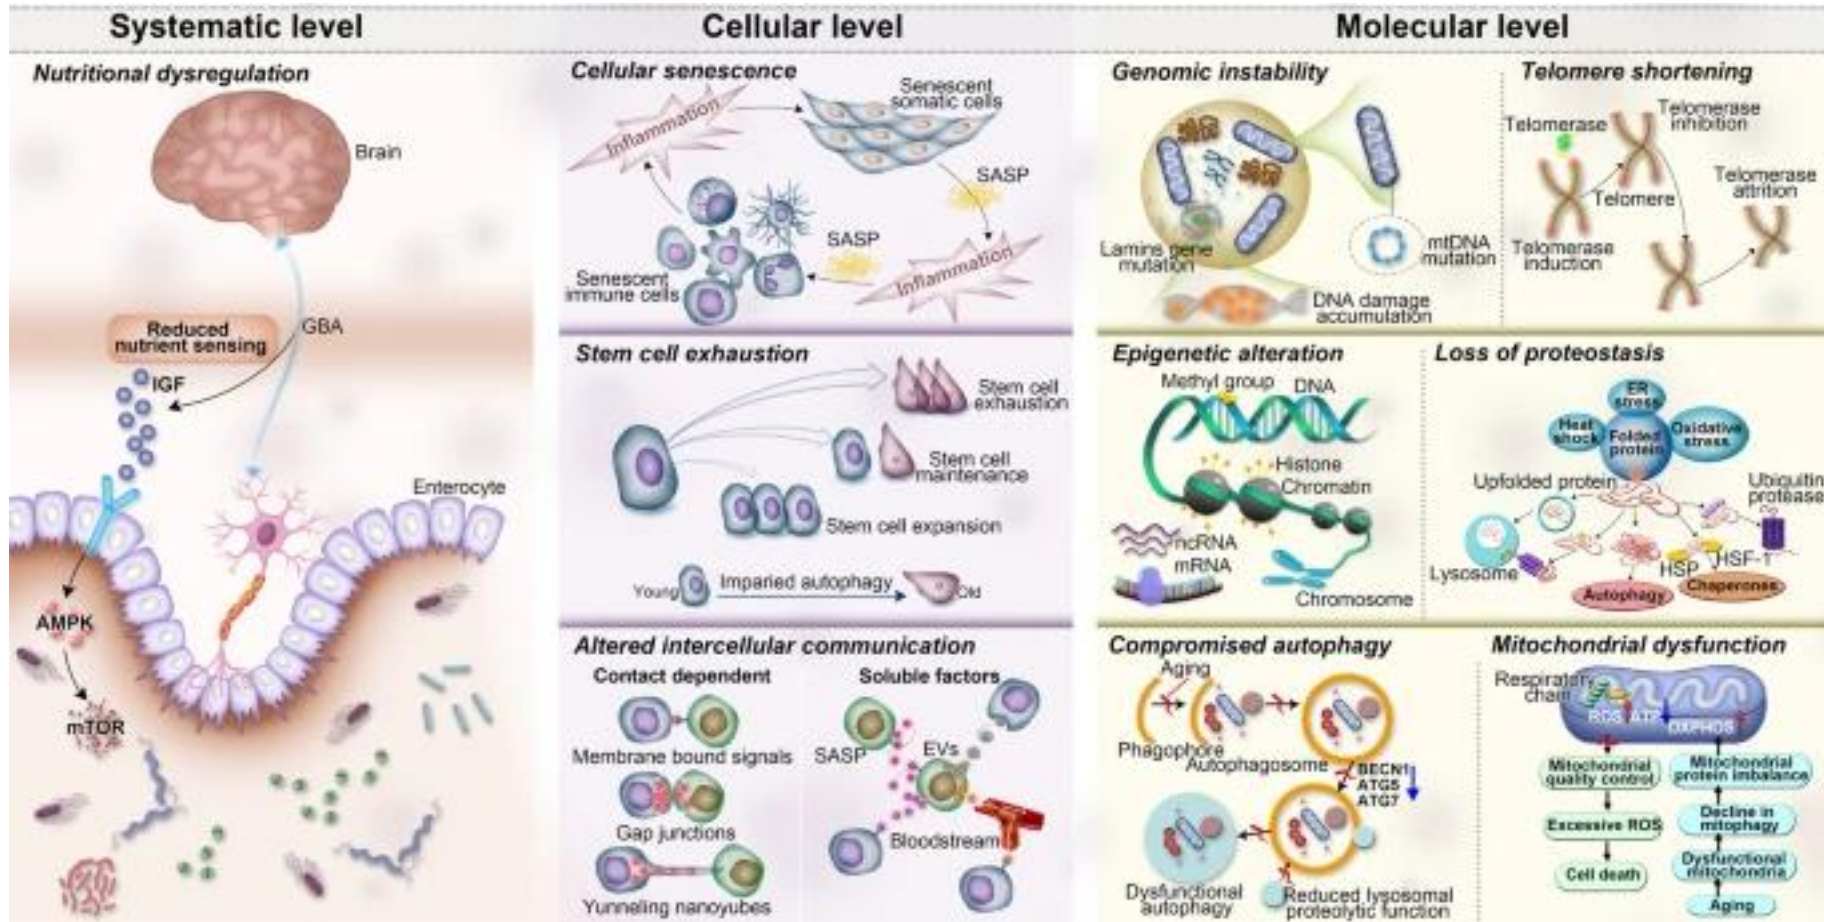 Systematic level
Cellular level
Molecular level
Nutritional dysregulation
Brain
GBA
Reduced
nutrient sensing
IGF
Enterocyte
AMPK
mTOR
Cellular senescence
Inflammation
Senescent
somatic cells
SASP
SASP
Inflammation
Senescent
immune cells
Stem cell exhaustion
Stem cell
exhaustion
Stem cell
maintenance
Stem cell expansion
Young
Imparied autophagy
Old
Altered intercellular communication
Contact dependent
Soluble factors
Membrane bound signals
Gap junctions
Yunneling nanoyubes
SASP
EVs
Bloodstream
Genomic instability
Lamins gene
mutation
mtDNA
mutation
DNA damage
accumulation
Telomere shortening
Telomerase
Telomerase
inhibition
Telomere
Telomerase
attrition
Telomerase
induction
Epigenetic alteration
Methyl group
DNA
Histone
Chromatin
ncRNA
mRNA
Chromosome
Loss of proteostasis
ER
stress
Heat
shock
Folded
protein
Oxidative
stress
Upfolded protein
Ubiquitin
protease
Lysosome
HSP
HSF-1
Autophagy
Chaperones
Compromised autophagy
Aging
Phagophore
Autophagosome
BECN1
ATG5
ATG7
Dysfunctional
autophagy
Reduced lysosomal
proteolytic function
Mitochondrial dysfunction
Respiratory
chain
ROS
ATP
OXPHOS
Mitochondrial
quality control
Excessive ROS
Cell death
Mitochondrial
protein imbalance
Decline in
mitophagy
Dysfunctional
mitochondria
Aging